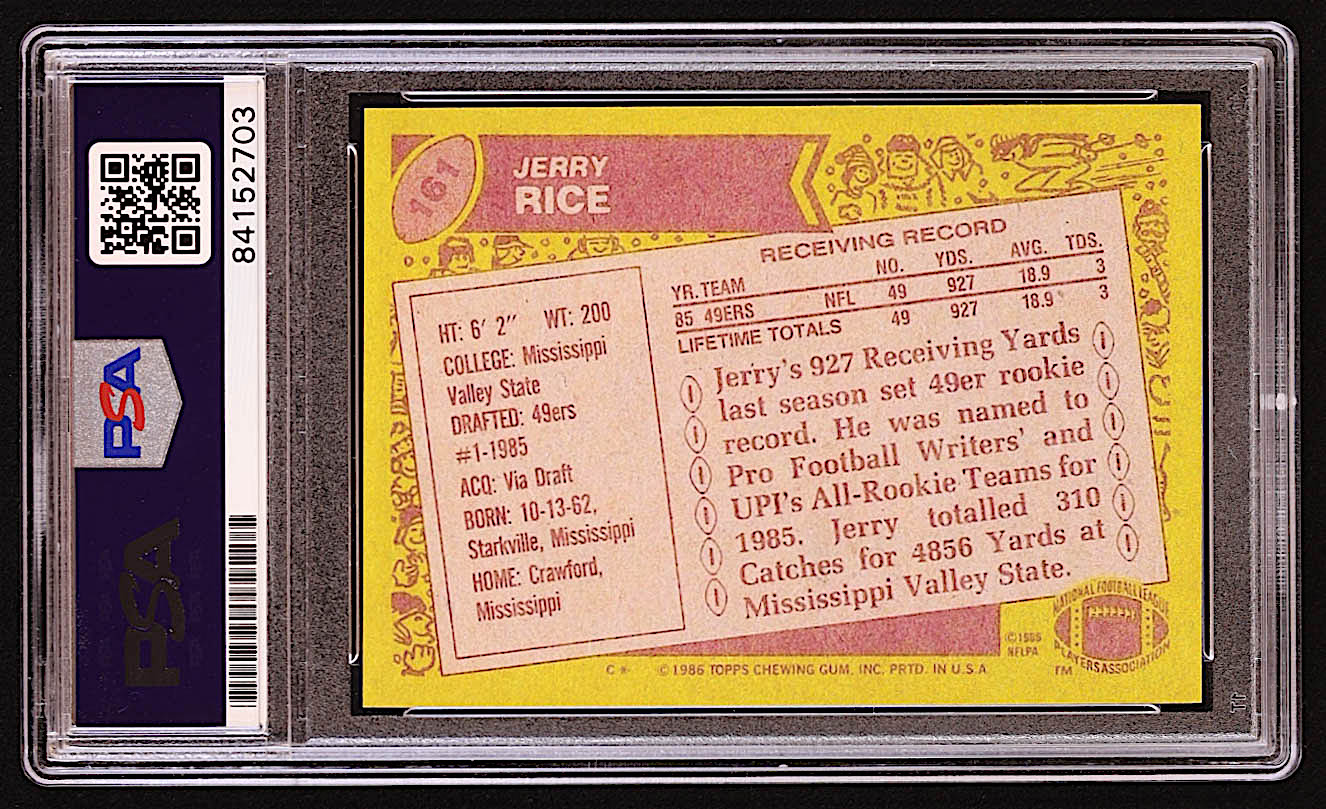 84152703
PSA
PSA
161
JERRY
RICE
RECEIVING RECORD
YR. TEAM NO. YDS. AVG. TDS.
85 49ERS NFL 49 927 18.9 3
LIFETIME TOTALS 49 927 18.9 3
HT: 6′ 2″ WT: 200
COLLEGE: Mississippi
Valley State
DRAFTED: 49ers
#1-1985
ACQ: Via Draft
BORN: 10-13-62,
Starkville, Mississippi
HOME: Crawford,
Mississippi
Jerry's 927 Receiving Yards
last season set 49er rookie
record. He was named to
Pro Football Writers' and
UPI's All-Rookie Teams for
1985. Jerry totalled 310
Catches for 4856 Yards at
Mississippi Valley State.
©1986
NFLPA
NATIONAL FOOTBALL LEAGUE
PLAYERS ASSOCIATION
TM
C * © 1986 TOPPS CHEWING GUM, INC. PRTD. IN U.S.A.